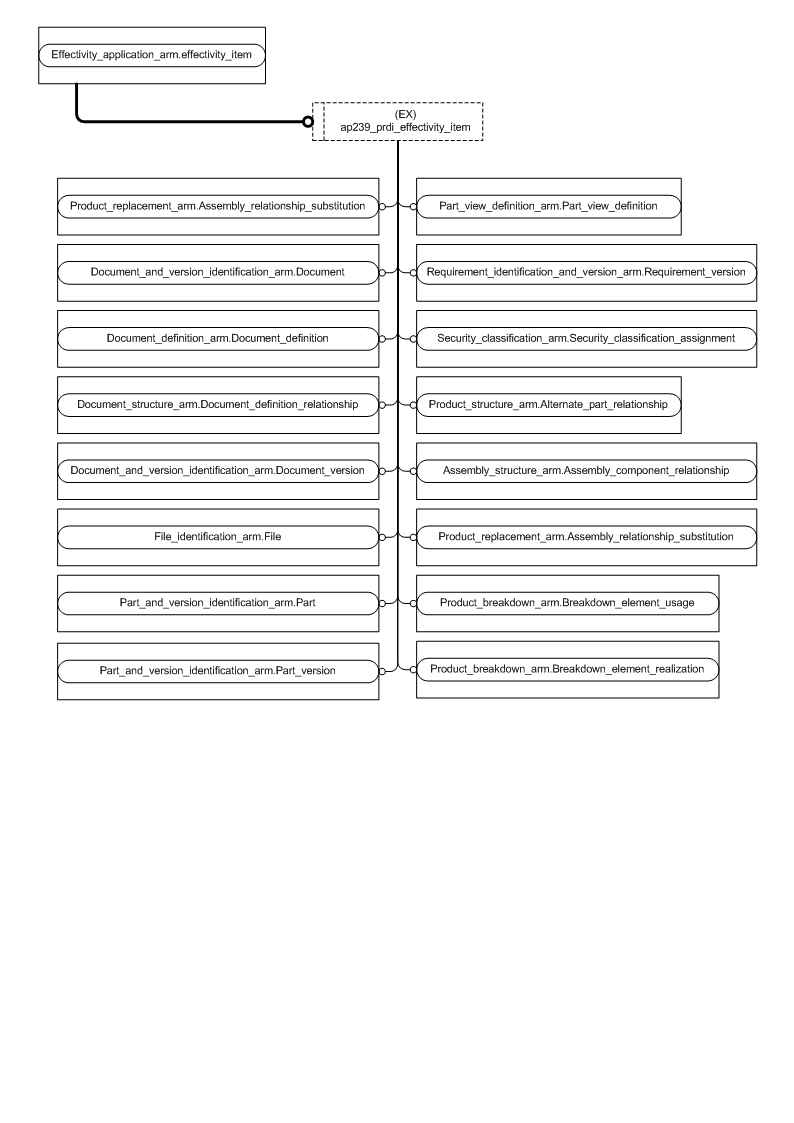 Effectivity_application_arm.effectivity_item
(EX)
ap239_prdi_effectivity_item
Product_replacement_arm.Assembly_relationship_substitution
Part_view_definition_arm.Part_view_definition
Document_and_version_identification_arm.Document
Requirement_identification_and_version_arm.Requirement_version
Document_definition_arm.Document_definition
Security_classification_arm.Security_classification_assignment
Document_structure_arm.Document_definition_relationship
Product_structure_arm.Alternate_part_relationship
Document_and_version_identification_arm.Document_version
Assembly_structure_arm.Assembly_component_relationship
File_identification_arm.File
Product_replacement_arm.Assembly_relationship_substitution
Part_and_version_identification_arm.Part
Product_breakdown_arm.Breakdown_element_usage
Part_and_version_identification_arm.Part_version
Product_breakdown_arm.Breakdown_element_realization